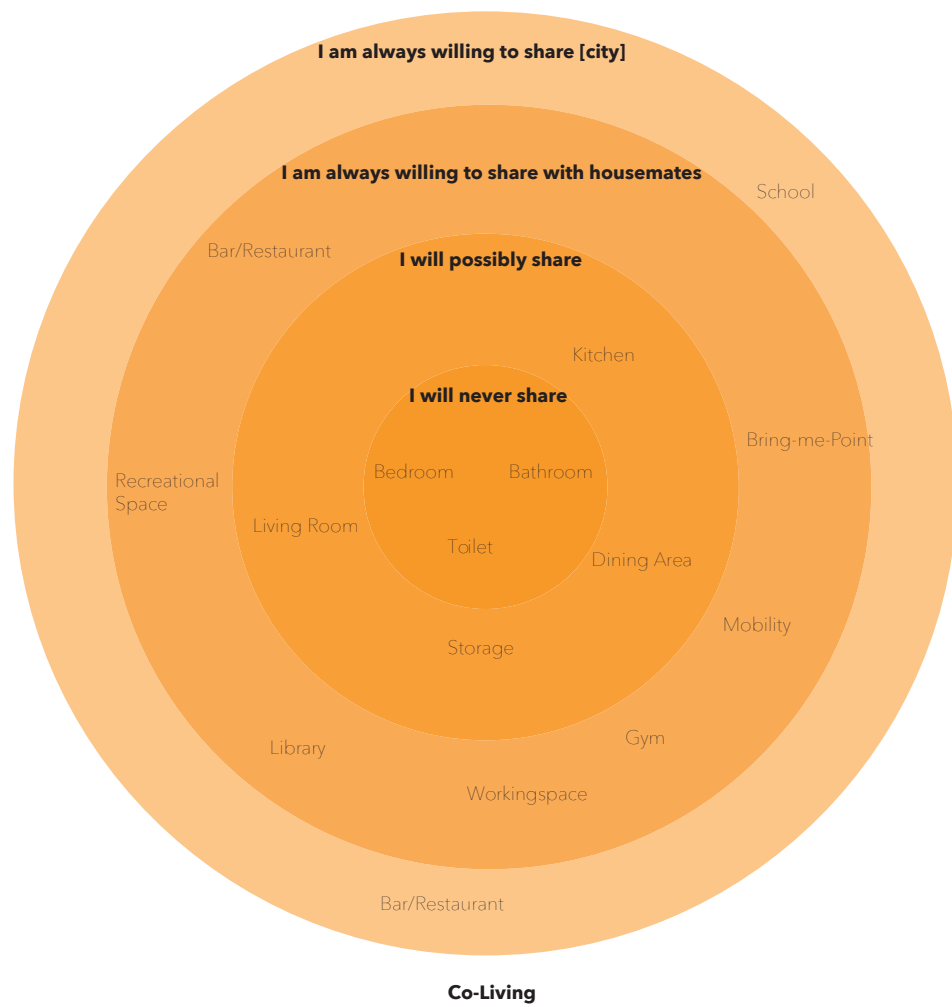 I am always willing to share [city]
I am always willing to share with housemates
School
Bar/Restaurant
I will possibly share
Kitchen
I will never share
Bring-me-Point
Bedroom
Bathroom
Recreational
Space
Living Room
Toilet
Dining Area
Mobility
Storage
Gym
Library
Workingspace
Bar/Restaurant
Co-Living